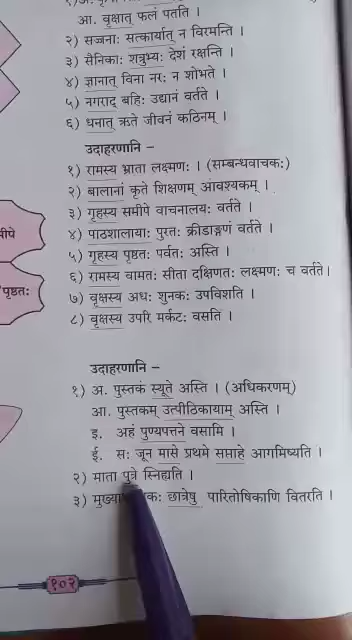 आ. वृक्षात् फलं पतति ।
२) सज्जनाः सत्कार्यात् न विरमन्ति ।
३) सैनिकाः शत्रुभ्यः देशं रक्षन्ति ।
४) ज्ञानात् विना नरः न शोभते ।
५) नगराद् बहिः उद्यानं वर्तते ।
६) धनात् ऋते जीवनं कठिनम् ।
उदाहरणानि –
१) रामस्य भ्राता लक्ष्मणः । (सम्बन्धवाचकः)
२) बालानां कृते शिक्षणम् आवश्यकम् ।
३) गृहस्य समीपे वाचनालयः वर्तते ।
४) पाठशालायाः पुरतः क्रीडाङ्गणं वर्तते ।
५) गृहस्य पृष्ठतः पर्वतः अस्ति ।
६) रामस्य वामतः सीता दक्षिणतः लक्ष्मणः च वर्तते।
७) वृक्षस्य अधः शुनकः उपविशति ।
८) वृक्षस्य उपरि मर्कटः वसति ।
पृष्ठतः
उदाहरणानि –
१) अ. पुस्तकं स्यूते अस्ति । (अधिकरणम्)
आ. पुस्तकम् उत्पीठिकायाम् अस्ति ।
इ. अहं पुण्यपत्तने वसामि ।
ई. सः जून मासे प्रथमे सप्ताहे आगमिष्यति ।
२) माता पुत्रे स्निह्यति ।
३) छात्रेषु पारितोषिकाणि वितरति ।
१०२